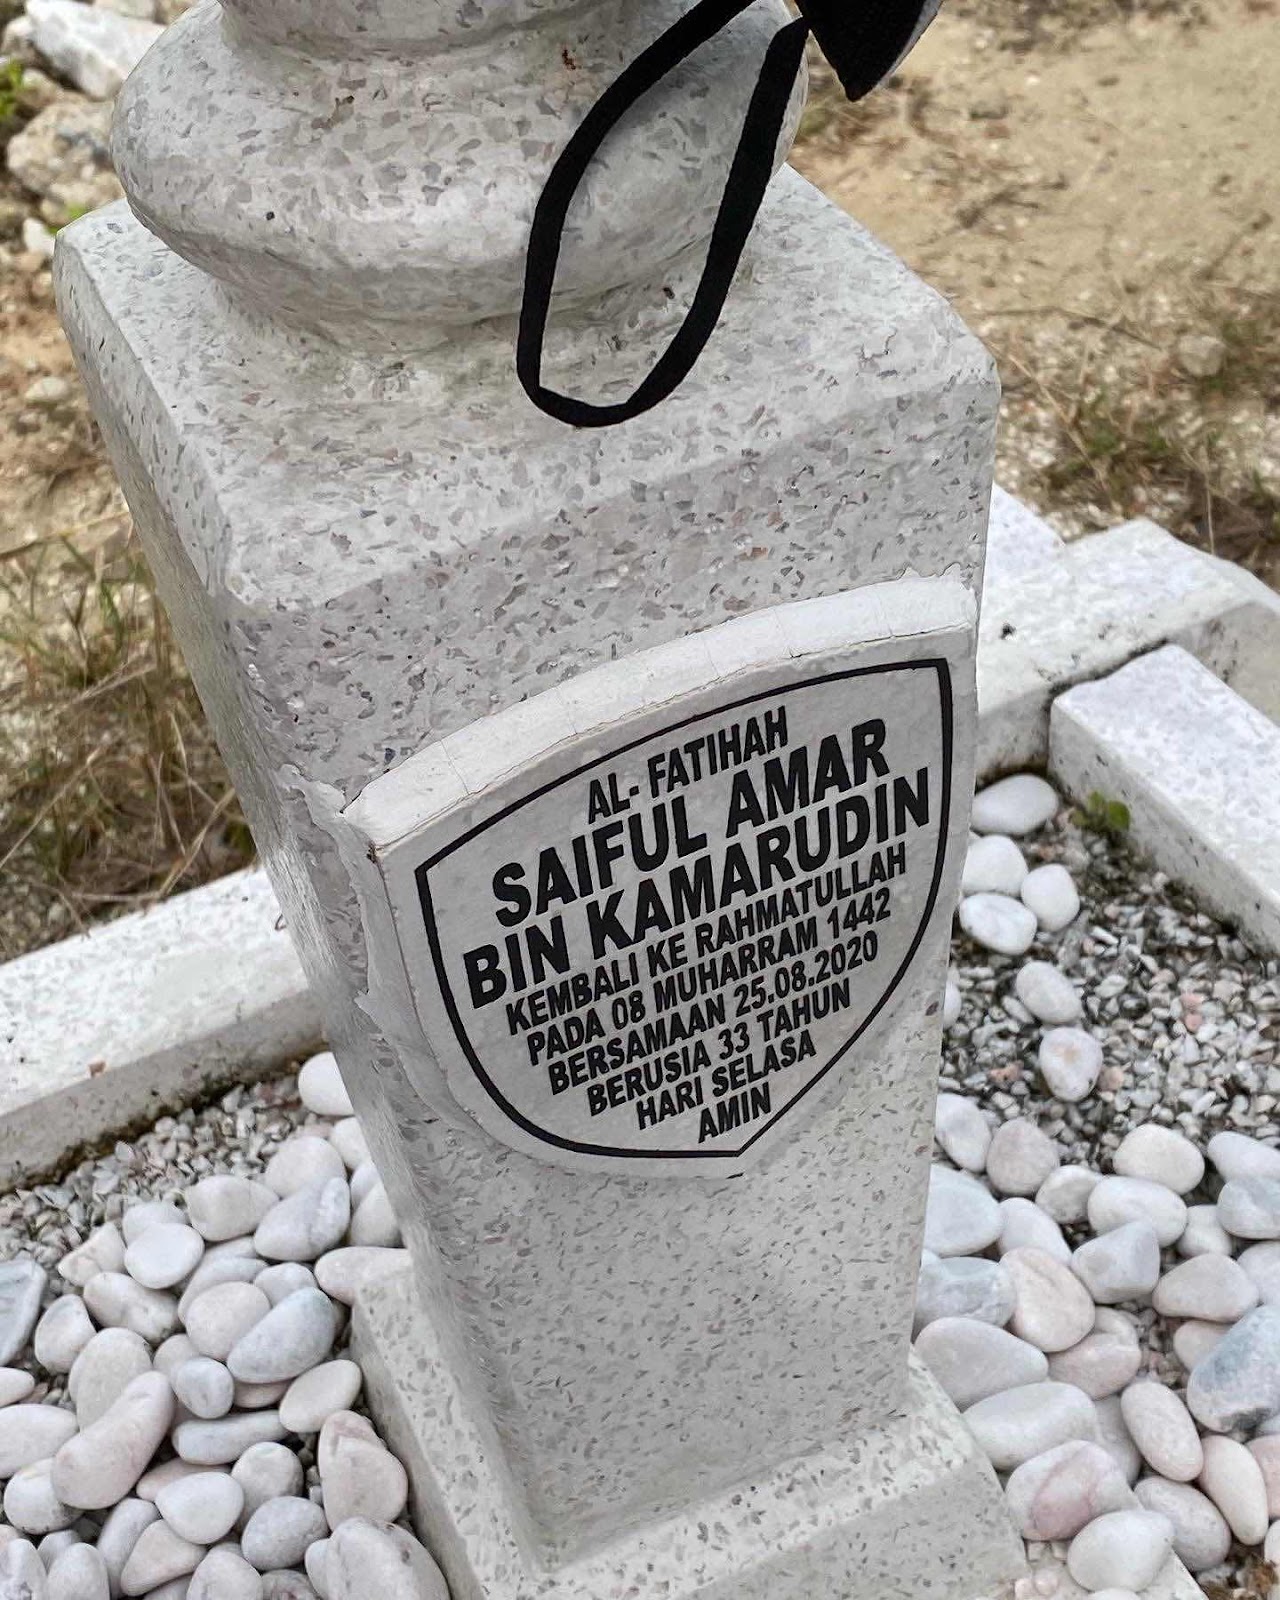 AL- FATIHAH
SAIFUL AMAR
BIN KAMARUDIN
KEMBALI KE RAHMATULLAH
PADA 08 MUHARRAM 1442
BERSAMAAN 25.08.2020
BERUSIA 33 TAHUN
HARI SELASA
AMIN